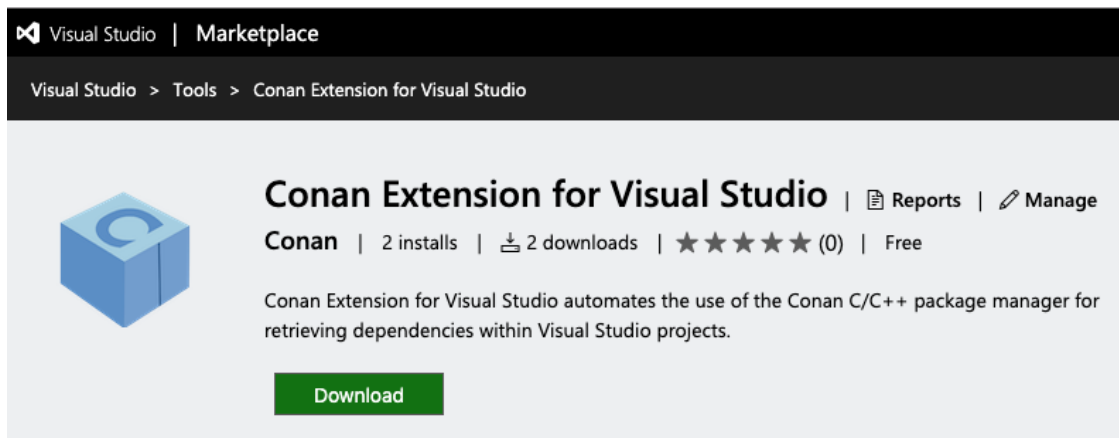 Visual Studio | Marketplace
Visual Studio > Tools > Conan Extension for Visual Studio
Conan Extension for Visual Studio | Reports | Manage
Conan | 2 installs | 2 downloads | ★★★★★ (0) | Free
Conan Extension for Visual Studio automates the use of the Conan C/C++ package manager for
retrieving dependencies within Visual Studio projects.
Download